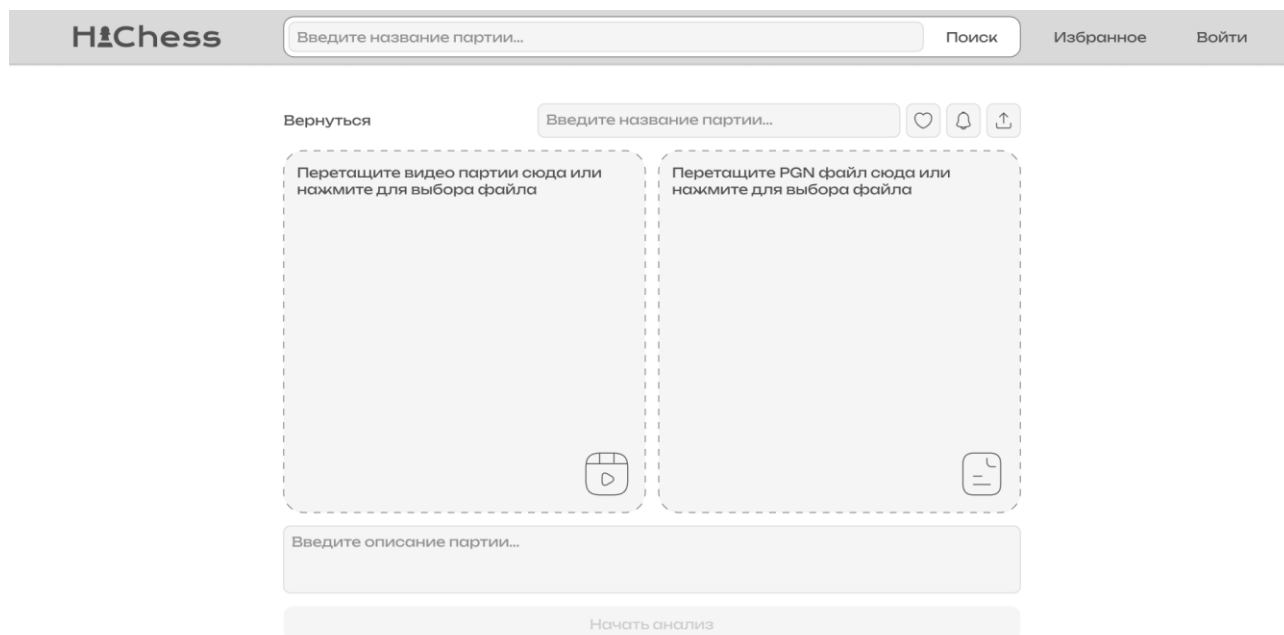 HiChess
Введите название партии...
Поиск
Избранное
Войти
Вернуться
Введите название партии...
Перетащите видео партии сюда или
нажмите для выбора файла
Перетащите PGN файл сюда или
нажмите для выбора файла
Введите описание партии...
Начать анализ